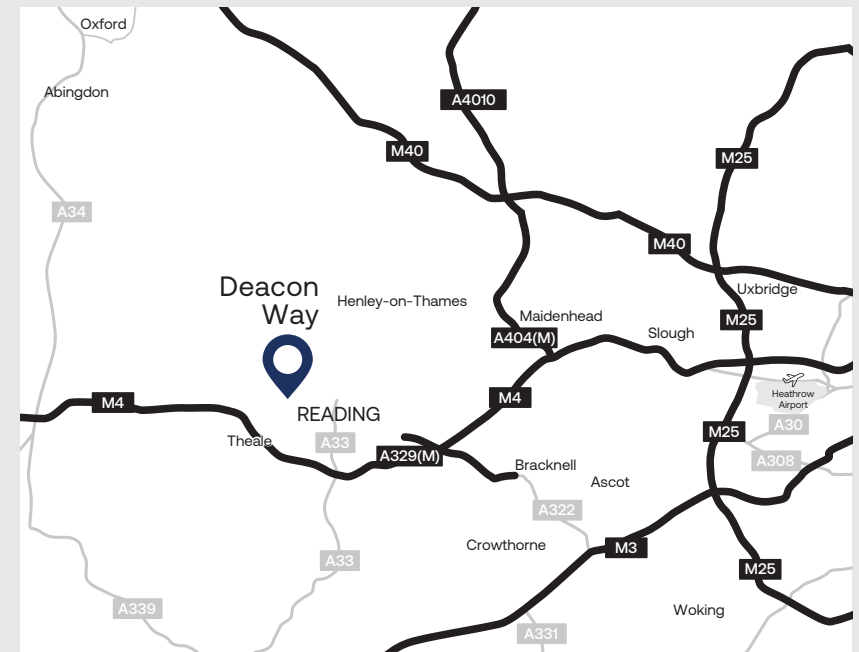 Oxford
Abingdon
A4010
M40
M25
A34
M40
Deacon
Way
Henley-on-Thames
Uxbridge
Maidenhead
M25
A404(M)
Slough
Heathrow
Airport
M4
M4
READING
Theale
A33
A30
M25
A329(M)
A308
Bracknell
Ascot
A322
Crowthorne
M3
A33
M25
A339
Woking
A331